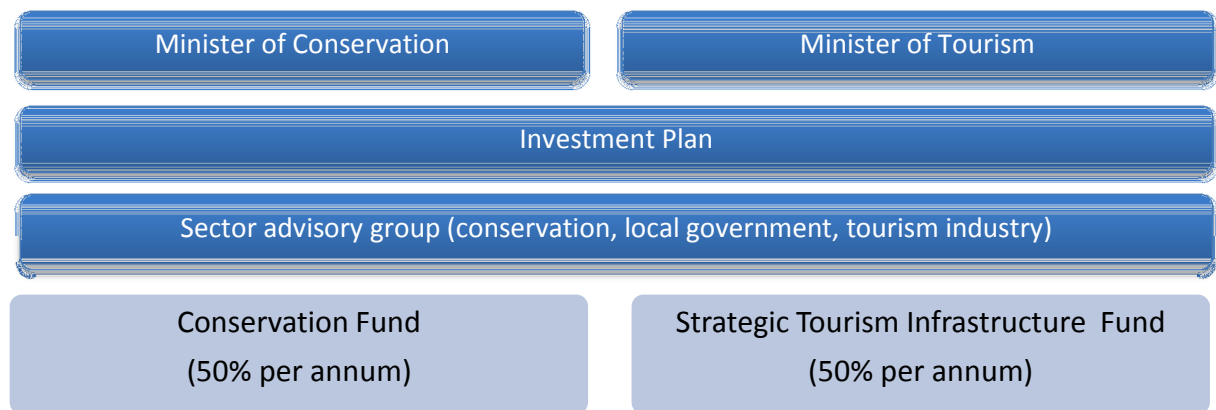 Minister of Conservation
Minister of Tourism
Investment Plan
Sector advisory group (conservation, local government, tourism industry)
Conservation Fund
(50% per annum)
Strategic Tourism Infrastructure Fund
(50% per annum)